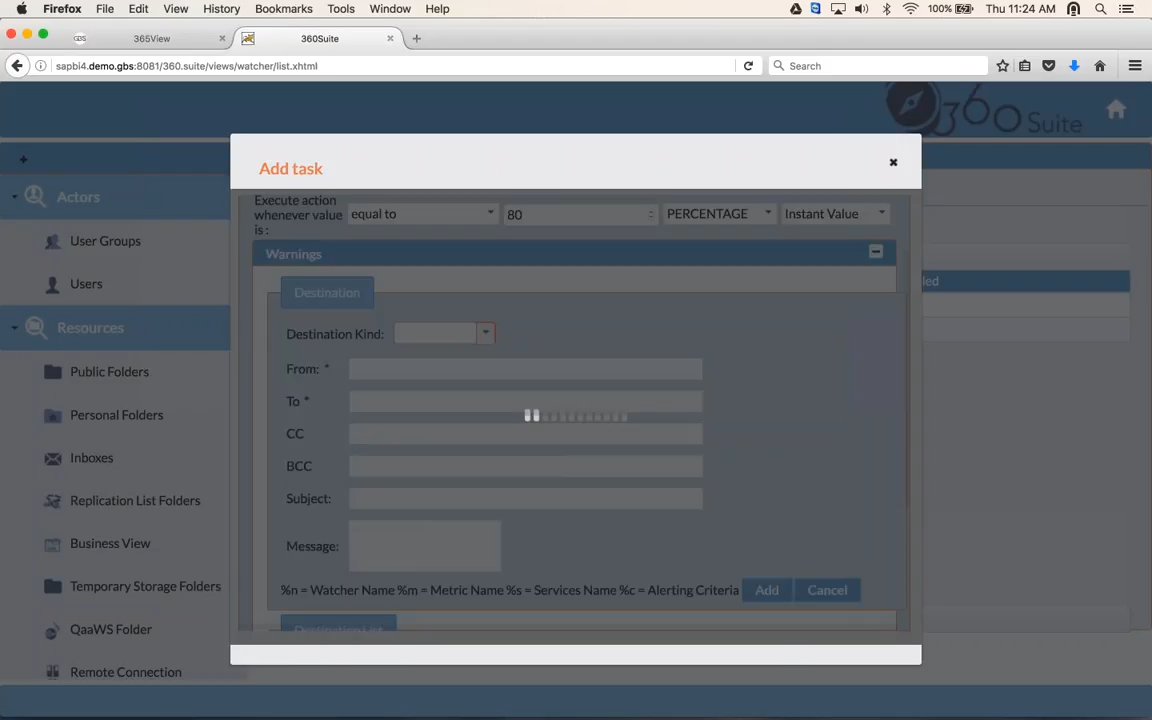 Firefox File Edit View History Bookmarks Tools Window Help 100% Thu 11:24 AM
GBS 365View 360Suite
sapbi4.demo.gbs:8081/360.suite/views/watcher/list.xhtml Search
360 Suite
Add task
Execute action whenever value is : equal to 80 PERCENTAGE Instant Value
Warnings
Destination
Destination Kind:
From: *
To *
CC
BCC
Subject:
Message:
%n = Watcher Name %m = Metric Name %s = Services Name %c = Alerting Criteria Add Cancel
Destination List
Actors
User Groups
Users
Resources
Public Folders
Personal Folders
Inboxes
Replication List Folders
Business View
Temporary Storage Folders
QaaWS Folder
Remote Connection